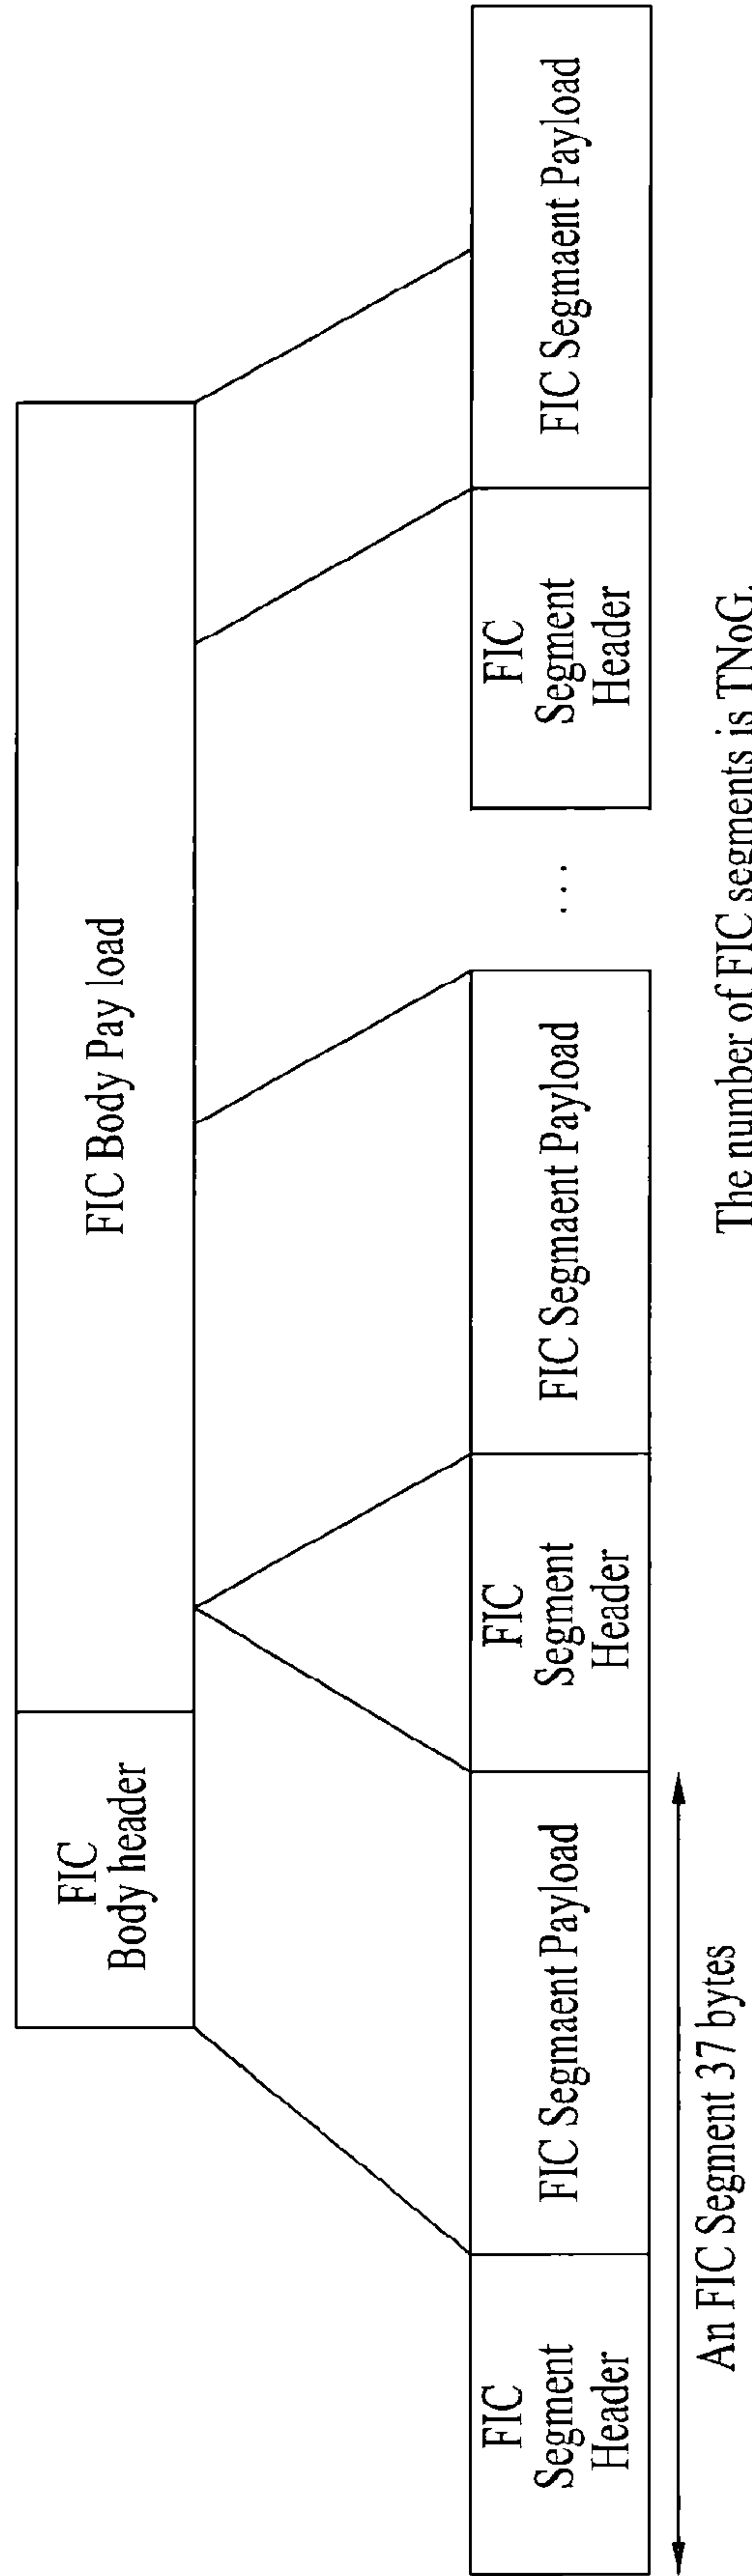 FIC
Body header
FIC Body Pay load
FIC
Segment
Header
FIC Segmaent Payload
FIC
Segment
Header
FIC Segmaent Payload
...
FIC
Segment
Header
FIC Segmaent Payload
An FIC Segment 37 bytes
The number of FIC segments is TNoG.